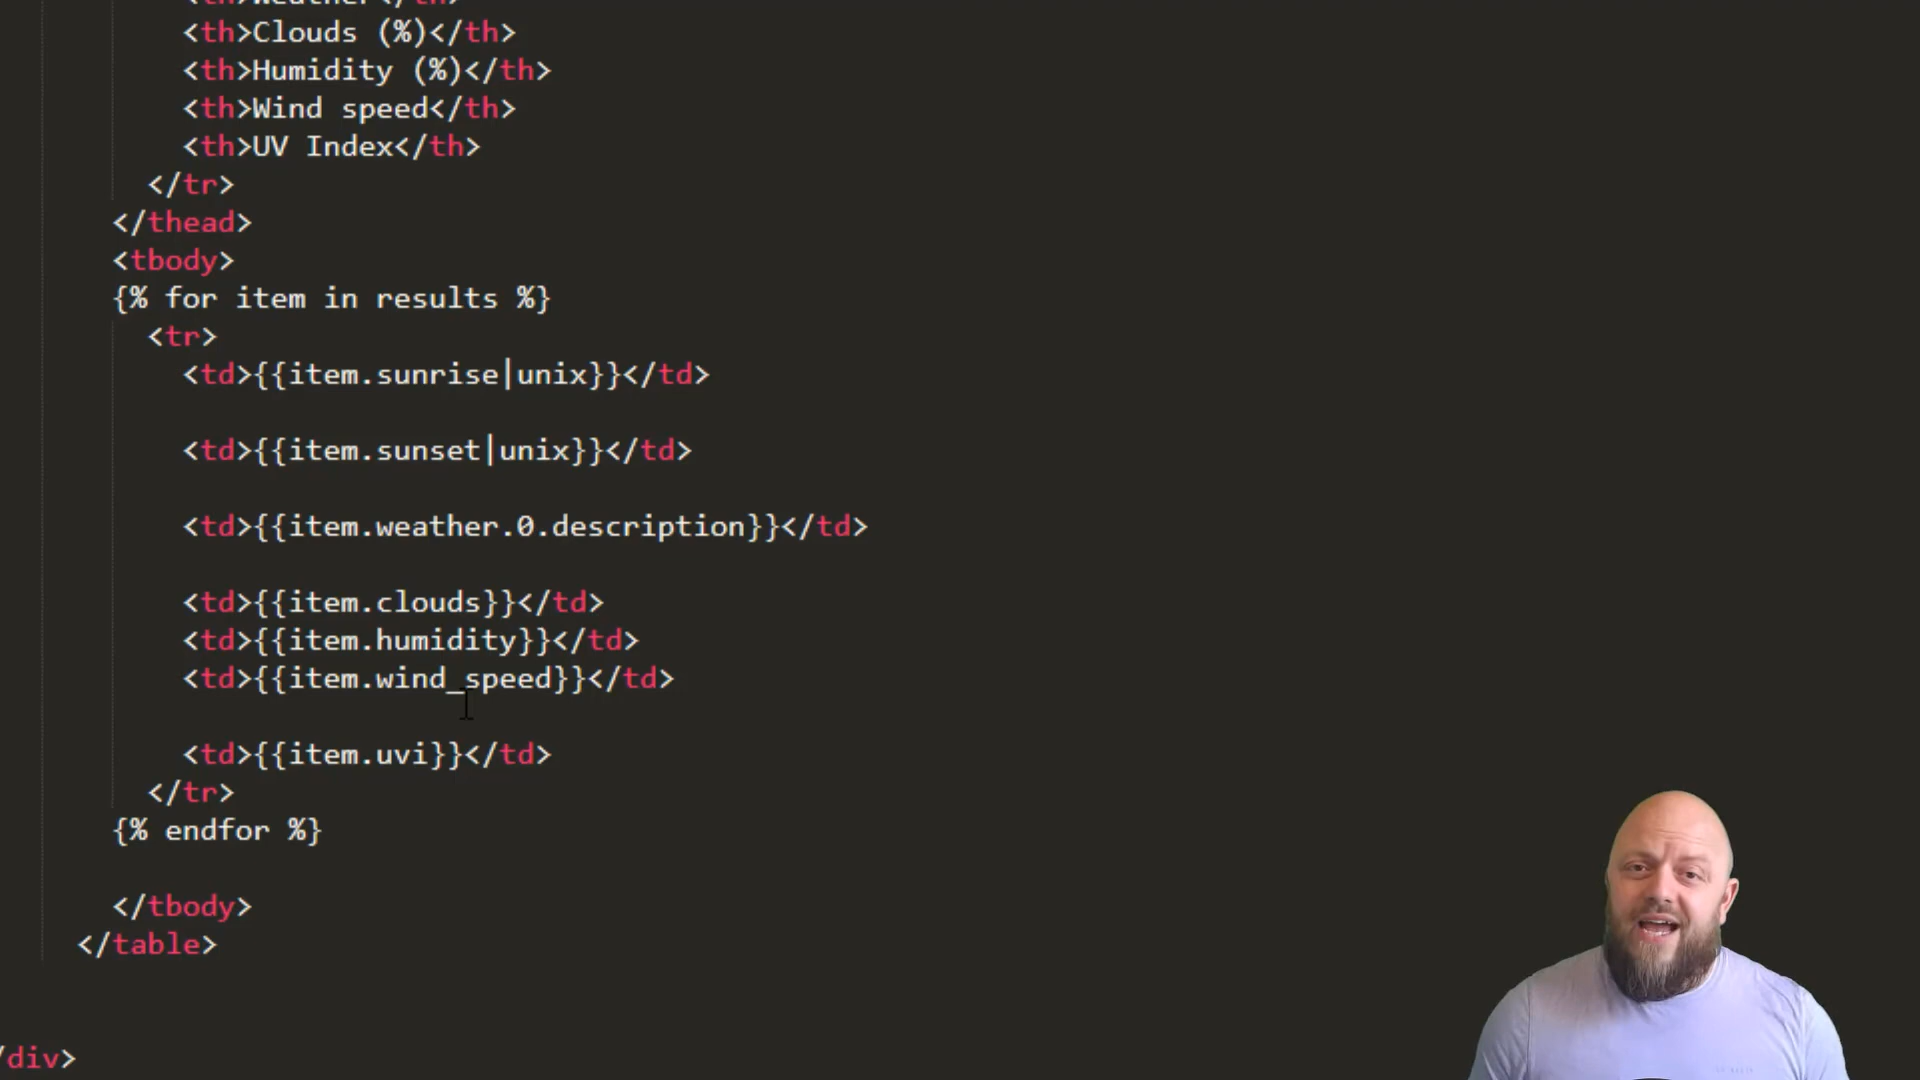 <th>Weather</th>
<th>Clouds (%)</th>
<th>Humidity (%)</th>
<th>Wind speed</th>
<th>UV Index</th>
</tr>
</thead>
<tbody>
{% for item in results %}
<tr>
<td>{{item.sunrise|unix}}</td>
<td>{{item.sunset|unix}}</td>
<td>{{item.weather.0.description}}</td>
<td>{{item.clouds}}</td>
<td>{{item.humidity}}</td>
<td>{{item.wind_speed}}</td>
<td>{{item.uvi}}</td>
</tr>
{% endfor %}
</tbody>
</table>
/div>